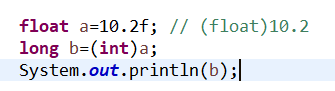 float a=10.2f; // (float)10.2
long b=(int)a;
System.out.println(b);